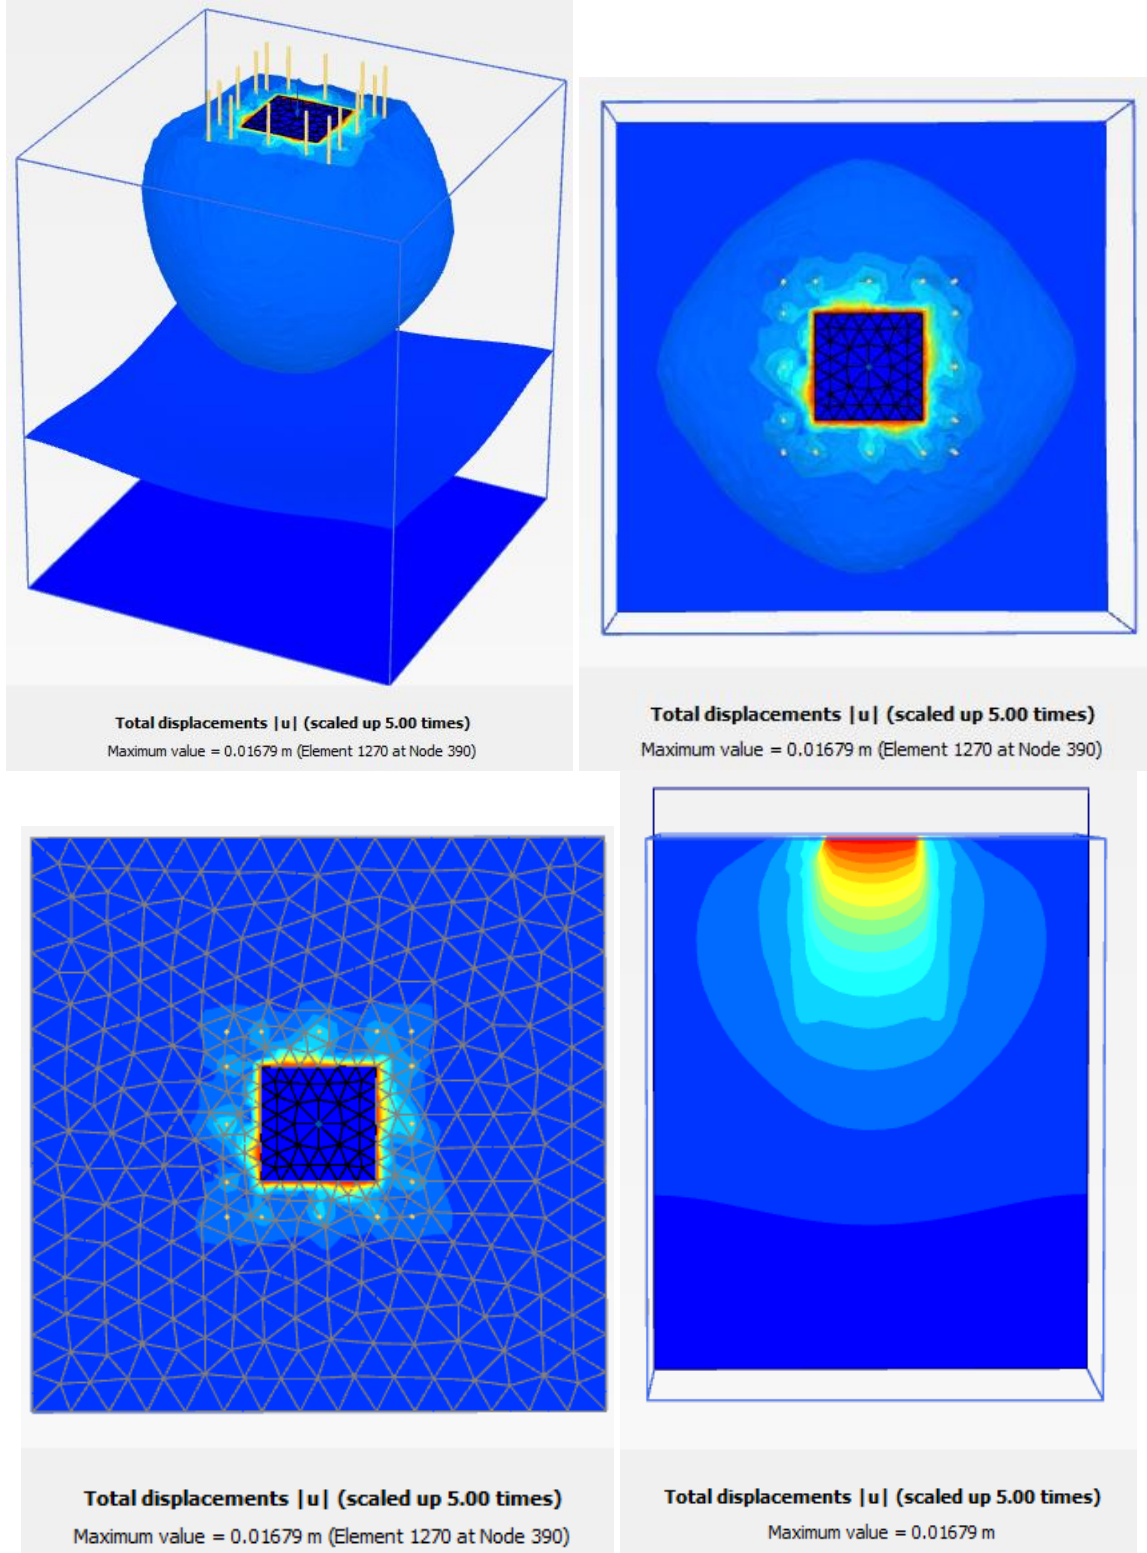 Total displacements |u| (scaled up 5.00 times)
Maximum value = 0.01679 m (Element 1270 at Node 390)
Total displacements |u| (scaled up 5.00 times)
Maximum value = 0.01679 m (Element 1270 at Node 390)
Total displacements |u| (scaled up 5.00 times)
Maximum value = 0.01679 m (Element 1270 at Node 390)
Total displacements |u| (scaled up 5.00 times)
Maximum value = 0.01679 m